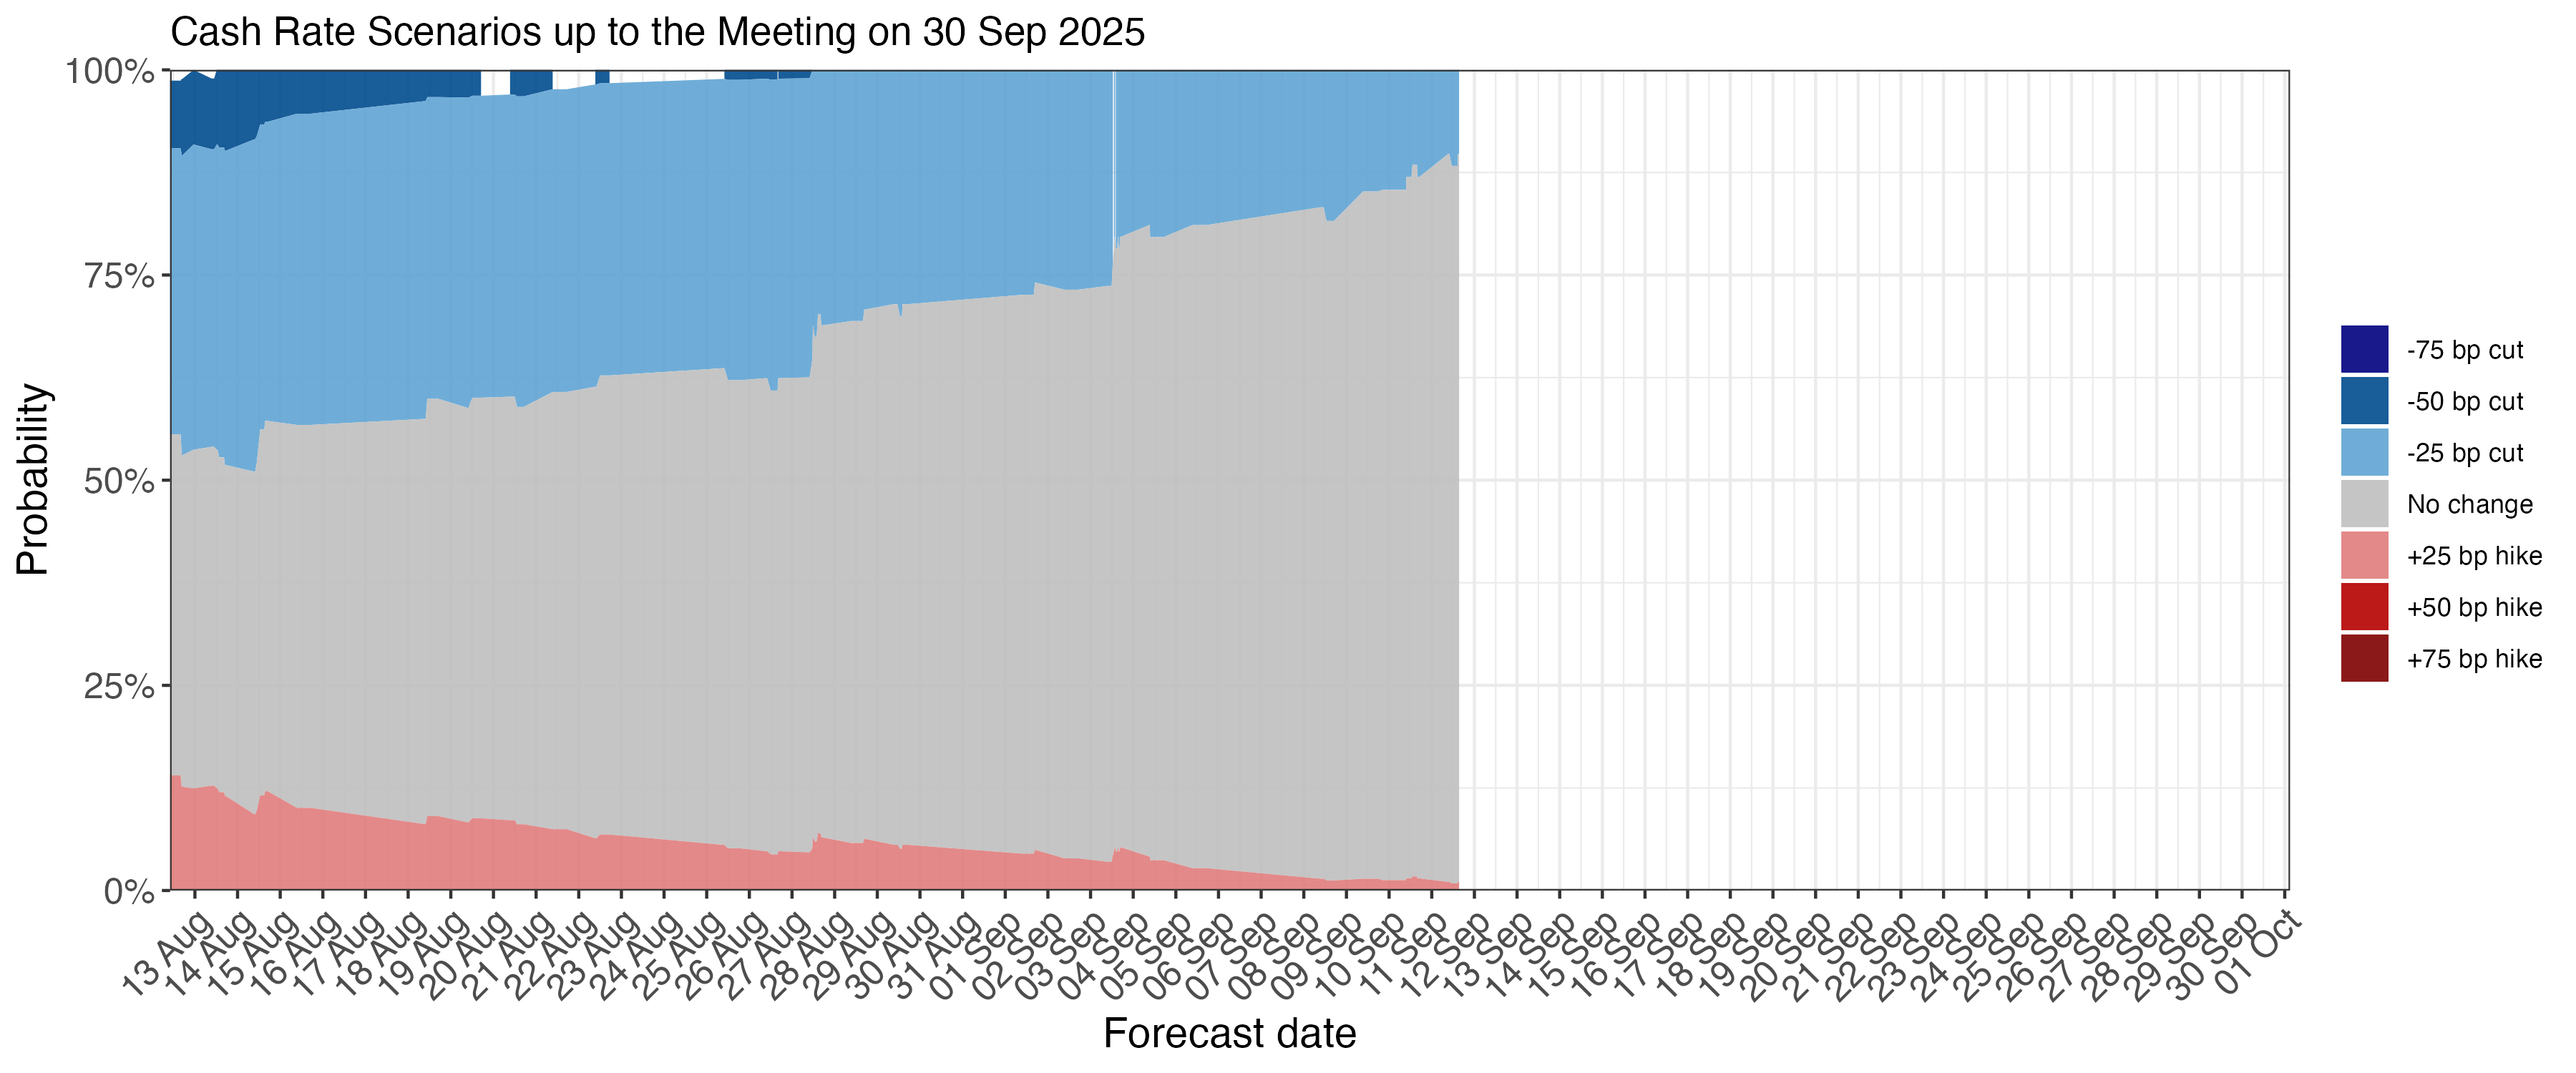 Cash Rate Scenarios up to the Meeting on 30 Sep 2025
100%
75%
50%
25%
0%
Probability
13 Aug
14 Aug
15 Aug
16 Aug
17 Aug
18 Aug
19 Aug
20 Aug
21 Aug
22 Aug
23 Aug
24 Aug
25 Aug
26 Aug
27 Aug
28 Aug
29 Aug
30 Aug
31 Aug
01 Sep
02 Sep
03 Sep
04 Sep
05 Sep
06 Sep
07 Sep
08 Sep
09 Sep
10 Sep
11 Sep
12 Sep
13 Sep
14 Sep
15 Sep
16 Sep
17 Sep
18 Sep
19 Sep
20 Sep
21 Sep
22 Sep
23 Sep
24 Sep
25 Sep
26 Sep
27 Sep
28 Sep
29 Sep
30 Sep
01 Oct
Forecast date
-75 bp cut
-50 bp cut
-25 bp cut
No change
+25 bp hike
+50 bp hike
+75 bp hike